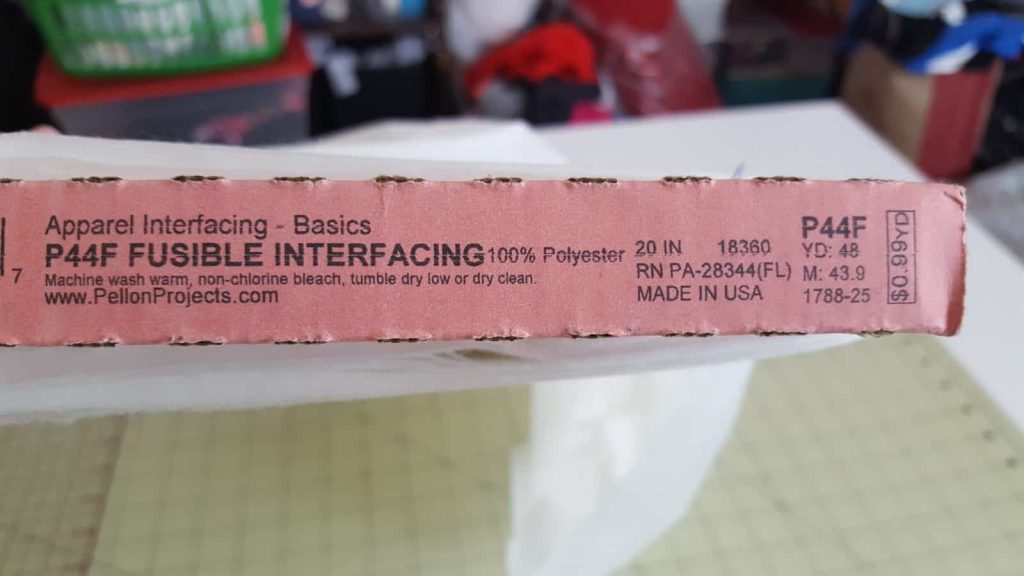 7
Apparel Interfacing - Basics
P44F FUSIBLE INTERFACING 100% Polyester
Machine wash warm, non-chlorine bleach, tumble dry low or dry clean.
www.PellonProjects.com
20 IN 18360
RN PA-28344(FL)
MADE IN USA
P44F
YD: 48
M: 43.9
1788-25
$0.99YD